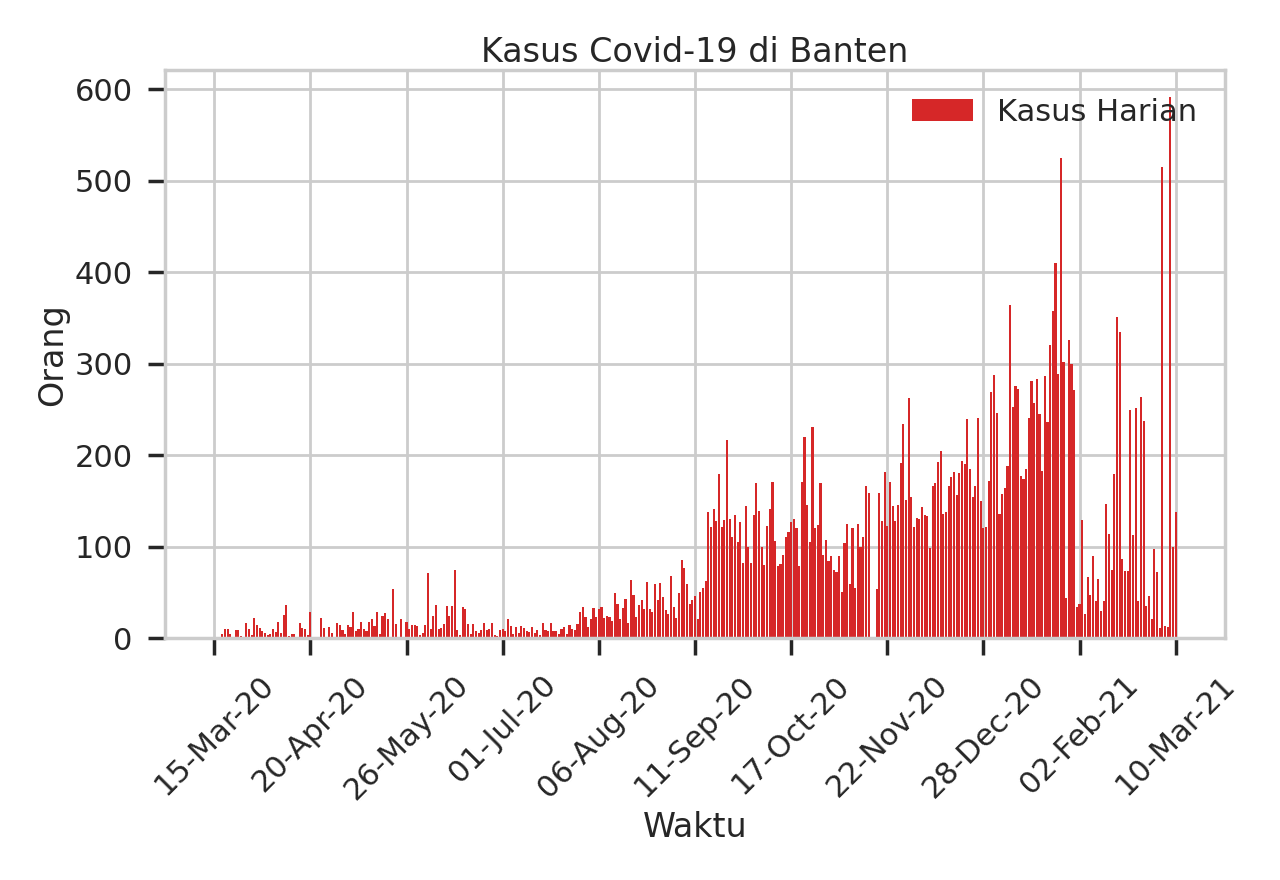 Kasus Covid-19 di Banten
Kasus Harian
600
500
400
300
200
100
0
Orang
15-Mar-20
20-Apr-20
26-May-20
01-Jul-20
06-Aug-20
11-Sep-20
17-Oct-20
22-Nov-20
28-Dec-20
02-Feb-21
10-Mar-21
Waktu